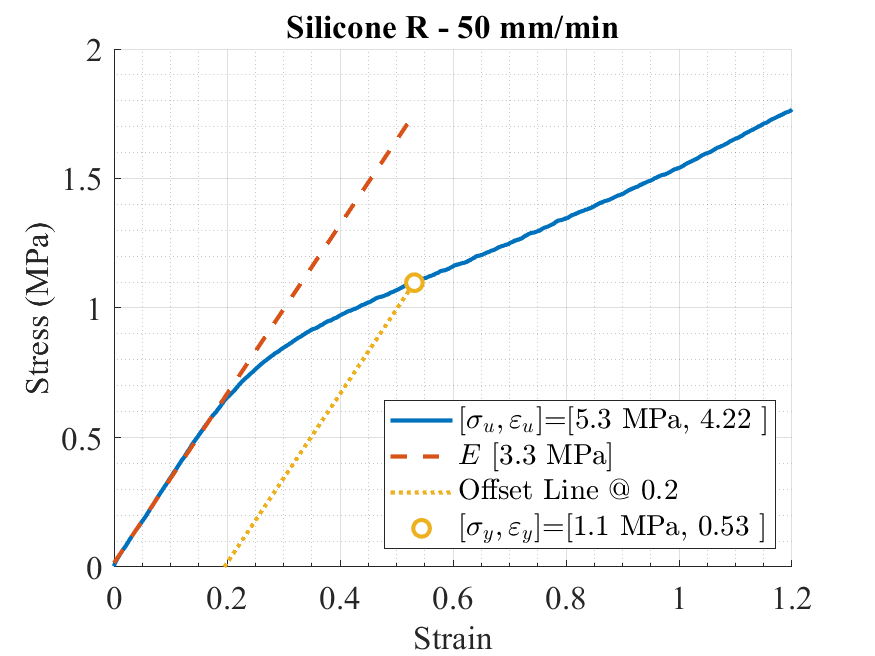 Silicone R - 50 mm/min
2
1.5
1
0.5
0
Stress (MPa)
[σu, εu]=[5.3 MPa, 4.22 ]
E [3.3 MPa]
Offset Line @ 0.2
[σy, εy]=[1.1 MPa, 0.53 ]
0 0.2 0.4 0.6 0.8 1 1.2
Strain